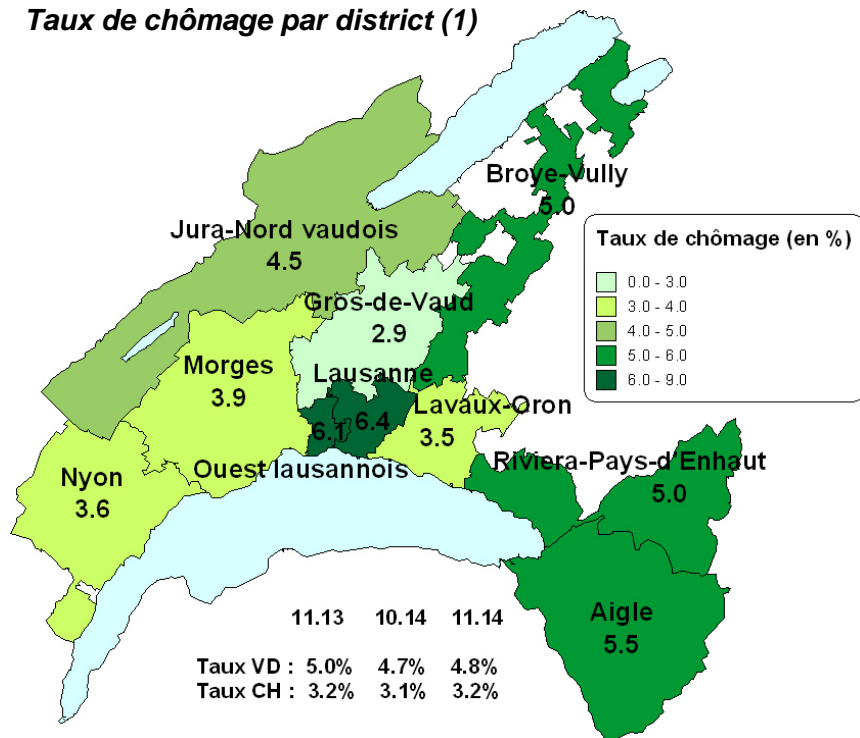 Taux de chômage par district (1)
Broye-Vully
5.0
Jura-Nord vaudois
4.5
Taux de chômage (en %)
0.0 - 3.0
3.0 - 4.0
4.0 - 5.0
5.0 - 6.0
6.0 - 9.0
Gros-de-Vaud
2.9
Morges
3.9
Lausanne
6.4
6.1
Lavaux-Oron
3.5
Ouest lausannois
Riviera-Pays-d'Enhaut
5.0
Nyon
3.6
Aigle
5.5
11.13 10.14 11.14
Taux VD : 5.0% 4.7% 4.8%
Taux CH : 3.2% 3.1% 3.2%